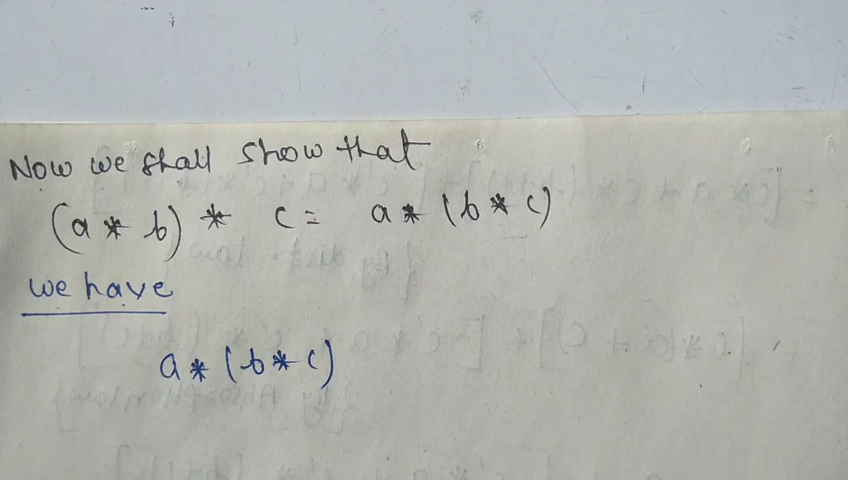 Now we shall show that
(a * b) * c = a * (b * c)
we have
a * (b * c)